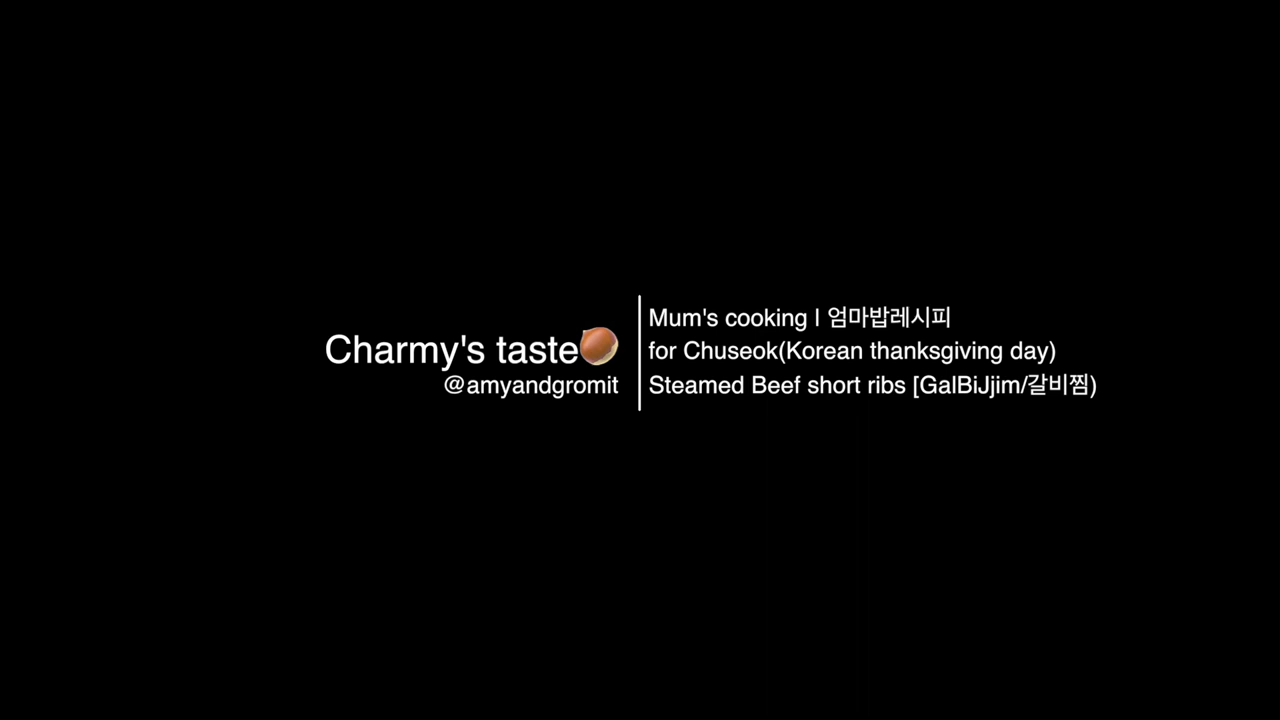 Charmy's taste🌰
@amyandgromit
Mum's cooking I 엄마밥레시피
for Chuseok(Korean thanksgiving day)
Steamed Beef short ribs [GalBiJjim/갈비찜)